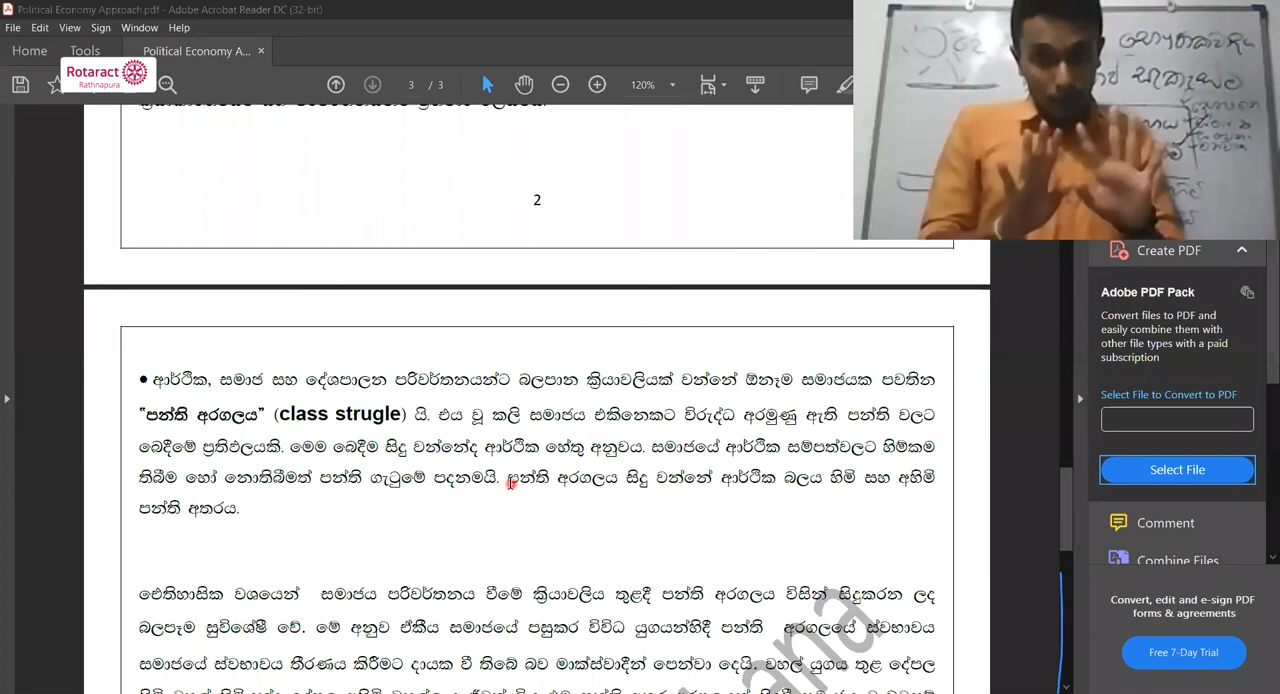 Political Economy Approach.pdf - Adobe Acrobat Reader DC (32-bit)
File Edit View Sign Window Help
Home Tools Political Economy A... ×
Rotaract
Rathnapura
3 / 3 120%
2
Create PDF
Adobe PDF Pack
Convert files to PDF and
easily combine them with
other file types with a paid
subscription
Select File to Convert to PDF
Select File
Comment
Combine Files
Convert, edit and e-sign PDF
forms & agreements
Free 7-Day Trial
• ආර්ථික, සමාජ සහ දේශපාලන පරිවර්තනයන්ට බලපාන ක්‍රියාවලියක් වන්නේ ඕනෑම සමාජයක පවතින
"පන්ති අරගලය" (class strugle) යි. එය වූ කලි සමාජය එකිනෙකට විරුද්ධ අරමුණු ඇති පන්ති වලට
බෙදීමේ ප්‍රතිඵලයකි. මෙම බෙදීම සිදු වන්නේද ආර්ථික හේතු අනුවය. සමාජයේ ආර්ථික සම්පත්වලට හිම්කම
තිබීම හෝ නොතිබීමත් පන්ති ගැටුමේ පදනමයි. පන්ති අරගලය සිදු වන්නේ ආර්ථික බලය හිමි සහ අහිමි
පන්ති අතරය.
ඓතිහාසික වශයෙන් සමාජය පරිවර්තනය වීමේ ක්‍රියාවලිය තුළදී පන්ති අරගලය විසින් සිදුකරන ලද
බලපෑම සුවිශේෂී වේ. මේ අනුව ඒකීය සමාජයේ පසුකර විවිධ යුගයන්හිදී පන්ති අරගලයේ ස්වභාවය
සමාජයේ ස්වභාවය තීරණය කිරීමට දායක වී තිබේ බව මාක්ස්වාදීන් පෙන්වා දෙයි. වහල් යුගය තුළ දේපල